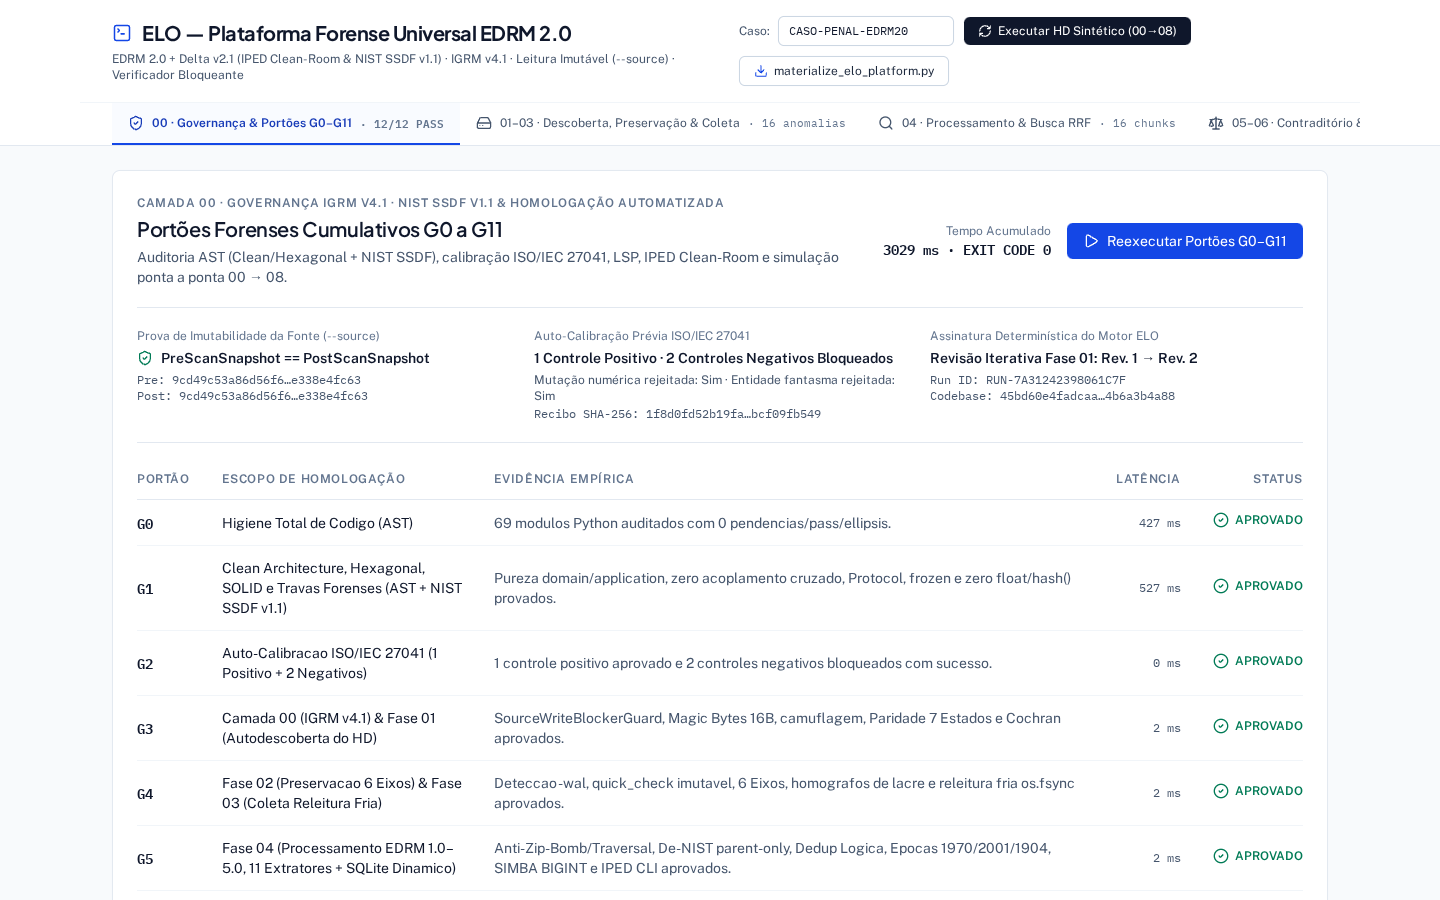 ELO — Plataforma Forense Universal EDRM 2.0
EDRM 2.0 + Delta v2.1 (IPED Clean-Room & NIST SSDF v1.1) · IGRM v4.1 · Leitura Imutável (--source) ·
Verificador Bloqueante
Caso: CASO-PENAL-EDRM20 Executar HD Sintético (00→08)
materialize_elo_platform.py
00 · Governança & Portões G0–G11 · 12/12 PASS 01–03 · Descoberta, Preservação & Coleta · 16 anomalias 04 · Processamento & Busca RRF · 16 chunks 05–06 · Contraditório &
CAMADA 00 · GOVERNANÇA IGRM V4.1 · NIST SSDF V1.1 & HOMOLOGAÇÃO AUTOMATIZADA
Portões Forenses Cumulativos G0 a G11
Auditoria AST (Clean/Hexagonal + NIST SSDF), calibração ISO/IEC 27041, LSP, IPED Clean-Room e simulação
ponta a ponta 00 → 08.
Tempo Acumulado
3029 ms · EXIT CODE 0
Reexecutar Portões G0–G11
Prova de Imutabilidade da Fonte (--source)
PreScanSnapshot == PostScanSnapshot
Pre: 9cd49c53a86d56f6…e338e4fc63
Post: 9cd49c53a86d56f6…e338e4fc63
Auto-Calibração Prévia ISO/IEC 27041
1 Controle Positivo · 2 Controles Negativos Bloqueados
Mutação numérica rejeitada: Sim · Entidade fantasma rejeitada:
Sim
Recibo SHA-256: 1f8d0fd52b19fa…bcf09fb549
Assinatura Determinística do Motor ELO
Revisão Iterativa Fase 01: Rev. 1 → Rev. 2
Run ID: RUN-7A31242398061C7F
Codebase: 45bd60e4fadcaa…4b6a3b4a88
PORTÃO ESCOPO DE HOMOLOGAÇÃO EVIDÊNCIA EMPÍRICA LATÊNCIA STATUS
G0 Higiene Total de Codigo (AST) 69 modulos Python auditados com 0 pendencias/pass/ellipsis. 427 ms APROVADO
G1
Clean Architecture, Hexagonal,
SOLID e Travas Forenses (AST + NIST
SSDF v1.1)
Pureza domain/application, zero acoplamento cruzado, Protocol, frozen e zero float/hash()
provados.
527 ms APROVADO
G2
Auto-Calibracao ISO/IEC 27041 (1
Positivo + 2 Negativos)
1 controle positivo aprovado e 2 controles negativos bloqueados com sucesso.
0 ms APROVADO
G3
Camada 00 (IGRM v4.1) & Fase 01
(Autodescoberta do HD)
SourceWriteBlockerGuard, Magic Bytes 16B, camuflagem, Paridade 7 Estados e Cochran
aprovados.
2 ms APROVADO
G4
Fase 02 (Preservacao 6 Eixos) & Fase
03 (Coleta Releitura Fria)
Deteccao -wal, quick_check imutavel, 6 Eixos, homografos de lacre e releitura fria os.fsync
aprovados.
2 ms APROVADO
G5
Fase 04 (Processamento EDRM 1.0–
5.0, 11 Extratores + SQLite Dinamico)
Anti-Zip-Bomb/Traversal, De-NIST parent-only, Dedup Logica, Epocas 1970/2001/1904,
SIMBA BIGINT e IPED CLI aprovados.
2 ms APROVADO